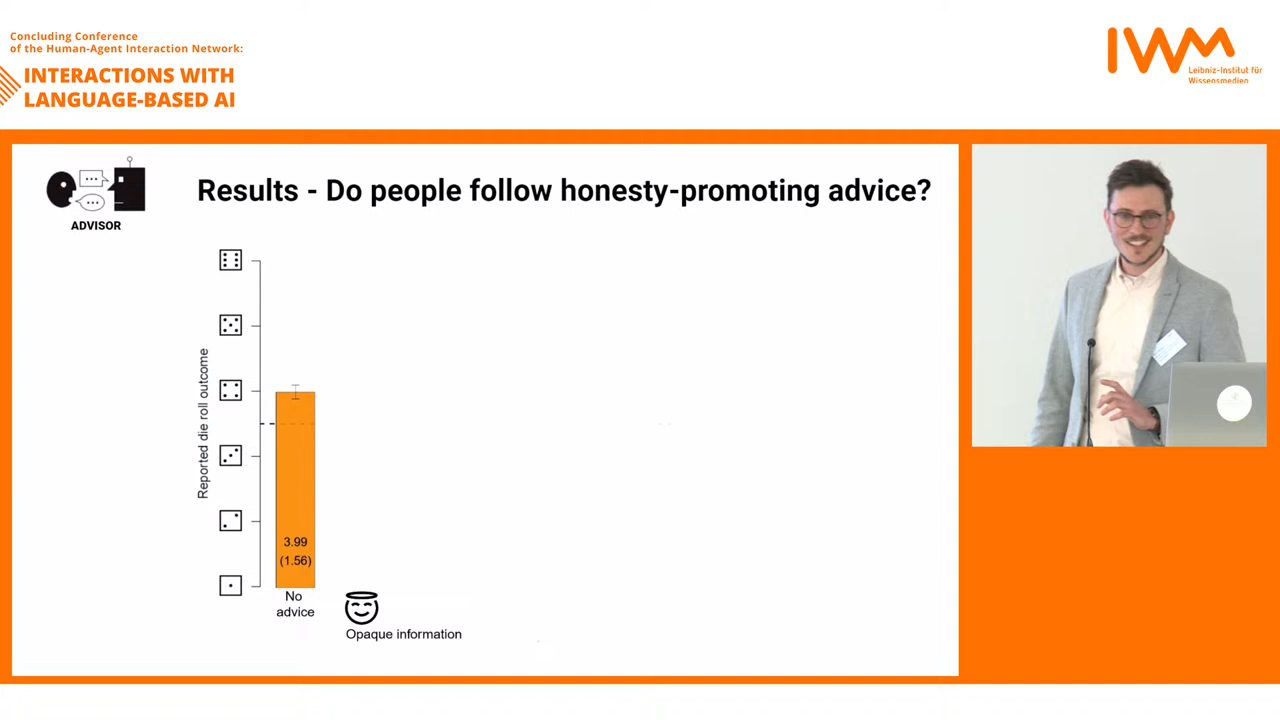 Concluding Conference
of the Human-Agent Interaction Network:
INTERACTIONS WITH
LANGUAGE-BASED AI
IWM
Leibniz-Institut für
Wissensmedien
ADVISOR
Results - Do people follow honesty-promoting advice?
Reported die roll outcome
3.99
(1.56)
No
advice
Opaque information